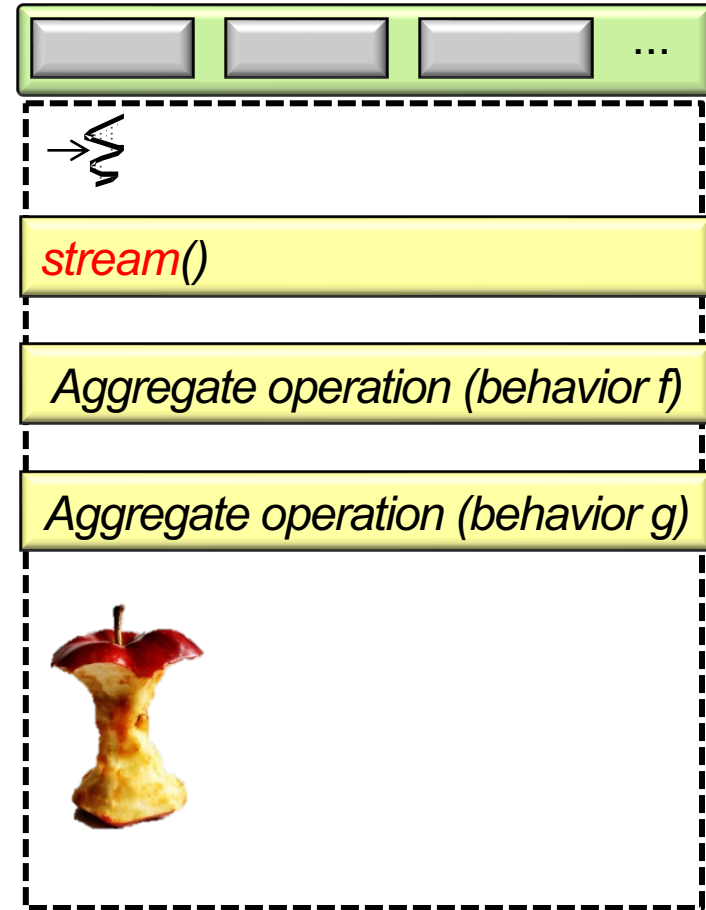 ...
stream()
Aggregate operation (behavior f)
Aggregate operation (behavior g)